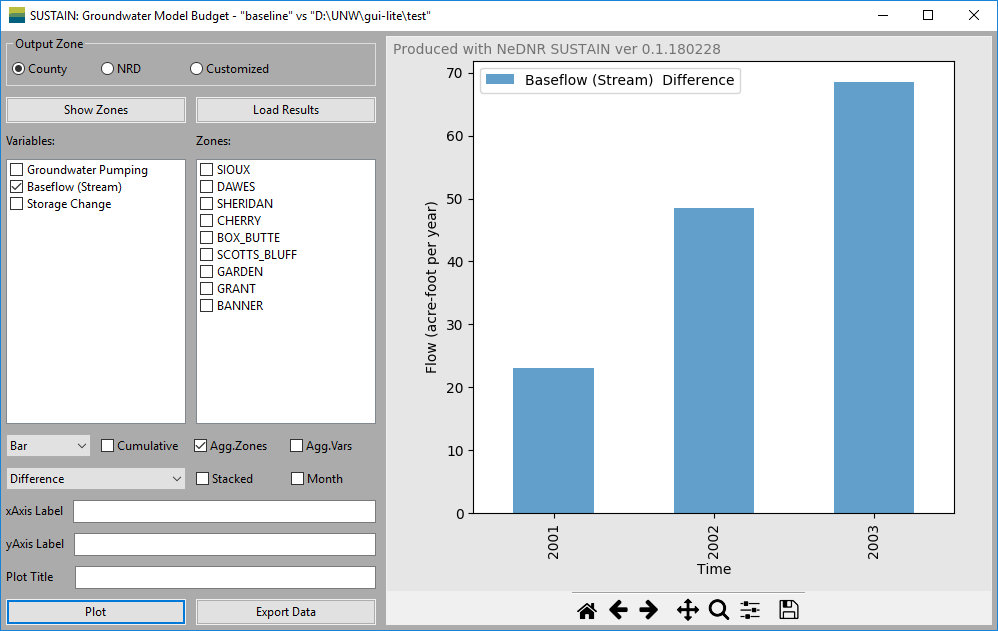 SUSTAIN: Groundwater Model Budget - "baseline" vs "D:\UNW\gui-lite\test"
Output Zone
County NRD Customized
Show Zones Load Results
Variables: Zones:
Groundwater Pumping
Baseflow (Stream)
Storage Change
SIOUX
DAWES
SHERIDAN
CHERRY
BOX_BUTTE
SCOTTS_BLUFF
GARDEN
GRANT
BANNER
Bar Cumulative Agg.Zones Agg.Vars
Difference Stacked Month
xAxis Label
yAxis Label
Plot Title
Plot Export Data
Produced with NeDNR SUSTAIN ver 0.1.180228
Baseflow (Stream)  Difference
Flow (acre-foot per year)
70
60
50
40
30
20
10
0
2001 2002 2003
Time